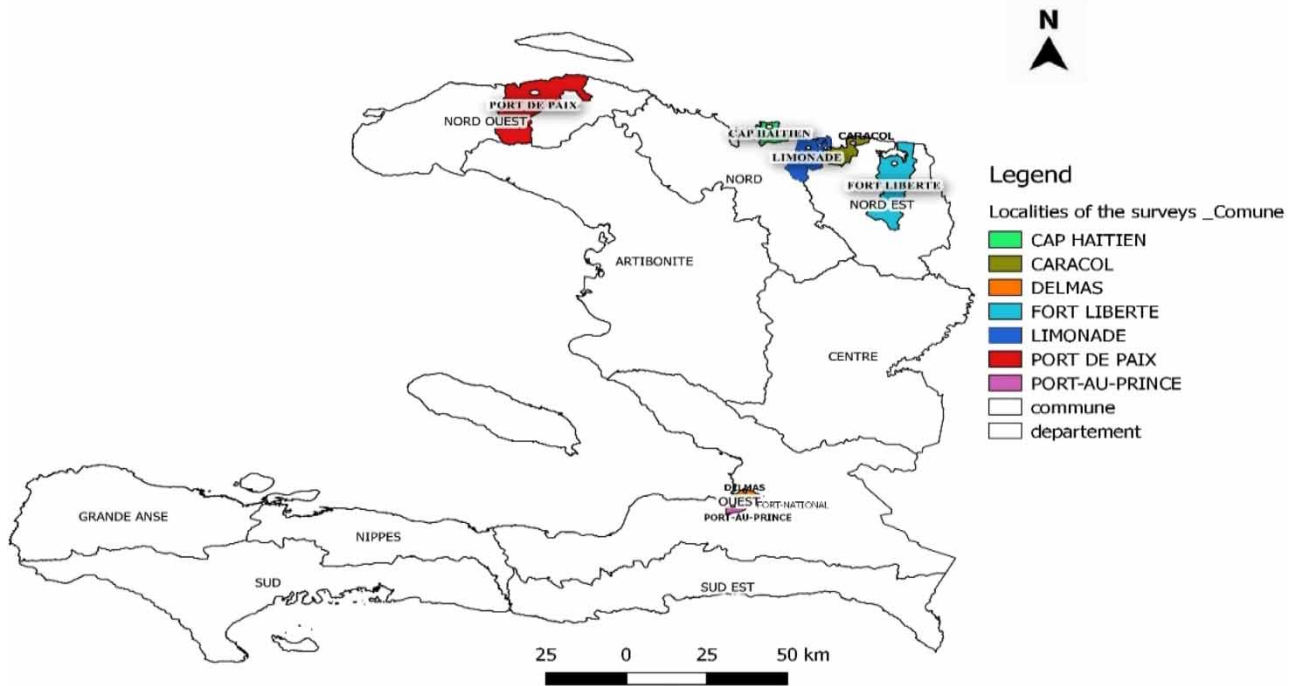 N
PORT DE PAIX
NORD OUEST
CAP HAITIEN
CARACOL
LIMONADE
NORD
FORT LIBERTE
NORD EST
ARTIBONITE
CENTRE
DELMAS
OUEST
FORT-NATIONAL
PORT-AU-PRINCE
GRANDE ANSE
NIPPES
SUD
SUD EST
Legend
Localities of the surveys _Comune
CAP HAITIEN
CARACOL
DELMAS
FORT LIBERTE
LIMONADE
PORT DE PAIX
PORT-AU-PRINCE
commune
departement
25 0 25 50 km